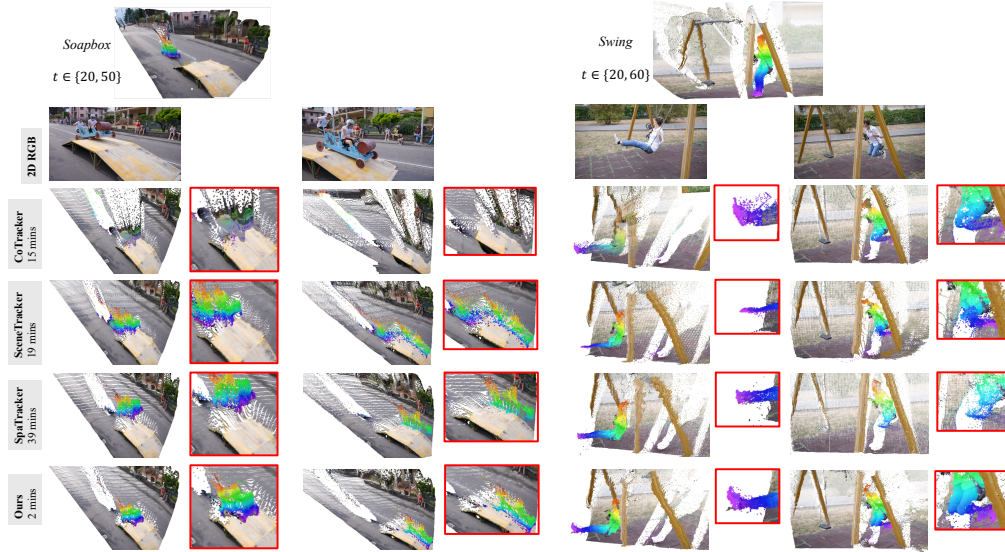 Soapbox
t ∈ {20, 50}
Swing
t ∈ {20, 60}
2D RGB
CoTracker
15 mins
SceneTracker
19 mins
SpaTracker
39 mins
Ours
2 mins